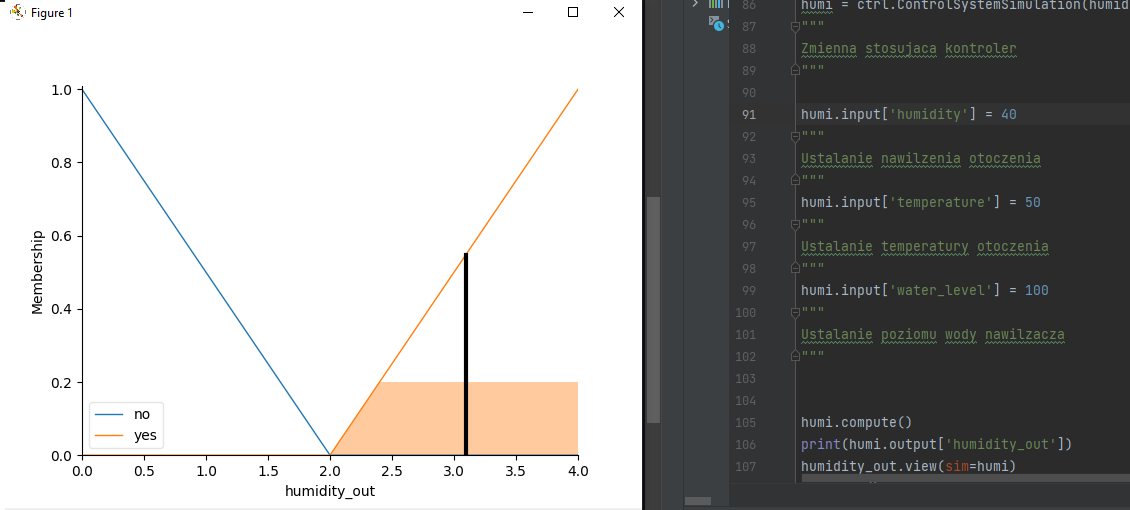 Figure 1
1.0
0.8
0.6
0.4
0.2
0.0
Membership
no
yes
0.0 0.5 1.0 1.5 2.0 2.5 3.0 3.5 4.0
humidity_out
86 humi = ctrl.ControlSystemSimulation(humid
87 """
88 Zmienna stosujaca kontroler
89 """
90
91 humi.input['humidity'] = 40
92 """
93 Ustalanie nawilzenia otoczenia
94 """
95 humi.input['temperature'] = 50
96 """
97 Ustalanie temperatury otoczenia
98 """
99 humi.input['water_level'] = 100
100 """
101 Ustalanie poziomu wody nawilzacza
102 """
103
104
105 humi.compute()
106 print(humi.output['humidity_out'])
107 humidity_out.view(sim=humi)